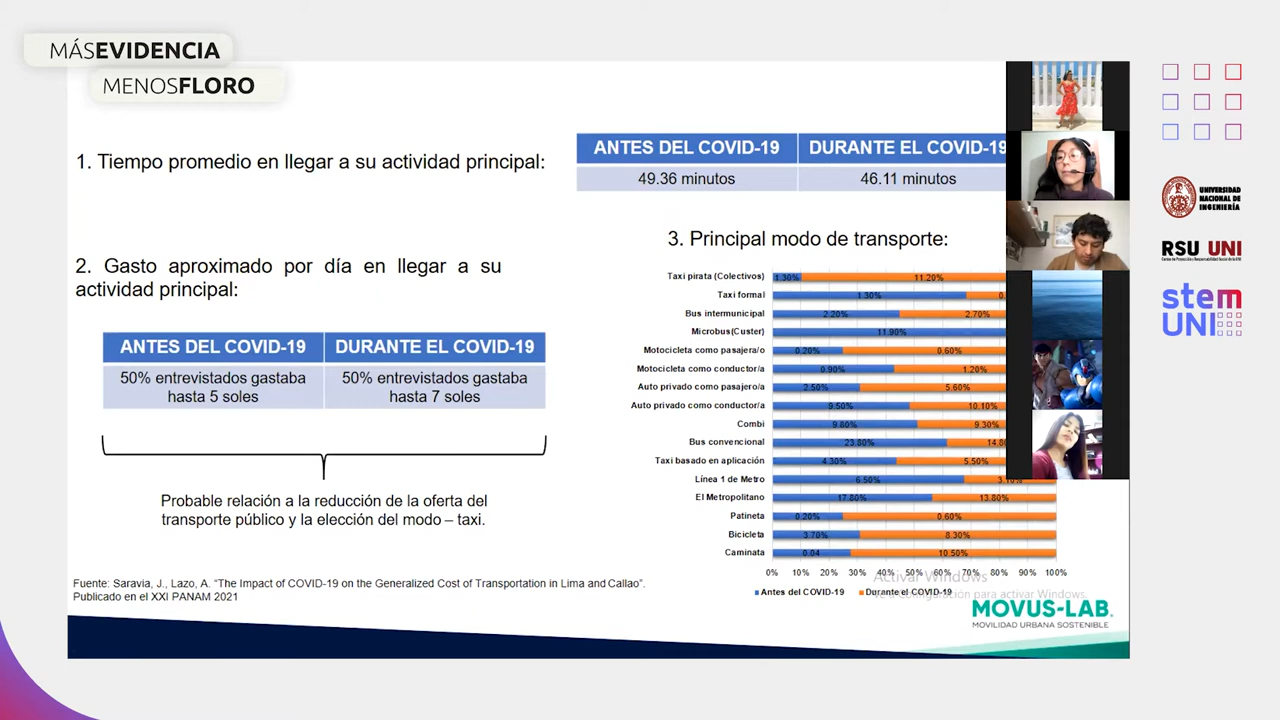 MÁSEVIDENCIA
MENOSFLORO
1. Tiempo promedio en llegar a su actividad principal:
ANTES DEL COVID-19 DURANTE EL COVID-19
49.36 minutos 46.11 minutos
2. Gasto aproximado por día en llegar a su
actividad principal:
ANTES DEL COVID-19 DURANTE EL COVID-19
50% entrevistados gastaba 50% entrevistados gastaba
hasta 5 soles hasta 7 soles
Probable relación a la reducción de la oferta del
transporte público y la elección del modo – taxi.
3. Principal modo de transporte:
Taxi pirata (Colectivos) 1.30% 11.20%
Taxi formal 1.30%
Bus intermunicipal 2.20% 2.70%
Microbus(Custer) 11.90%
Motocicleta como pasajera/o 0.20% 0.60%
Motocicleta como conductor/a 0.90% 1.20%
Auto privado como pasajero/a 2.50% 5.60%
Auto privado como conductor/a 9.50% 10.10%
Combi 9.80% 9.30%
Bus convencional 23.80% 14.80
Taxi basado en aplicación 4.30% 5.50%
Línea 1 de Metro 6.50% 3.10%
El Metropolitano 17.80% 13.80%
Patineta 0.20% 0.60%
Bicicleta 3.70% 8.30%
Caminata 0.04 10.50%
0% 10% 20% 30% 40% 50% 60% 70% 80% 90% 100%
Antes del COVID-19 Durante el COVID-19
Activar Windows
Ve a Configuración para activar Windows.
Fuente: Saravia, J., Lazo, A. “The Impact of COVID-19 on the Generalized Cost of Transportation in Lima and Callao”.
Publicado en el XXI PANAM 2021
MOVUS-LAB.
MOVILIDAD URBANA SOSTENIBLE
UNIVERSIDAD
NACIONAL DE
INGENIERÍA
RSU UNI
stem
UNI